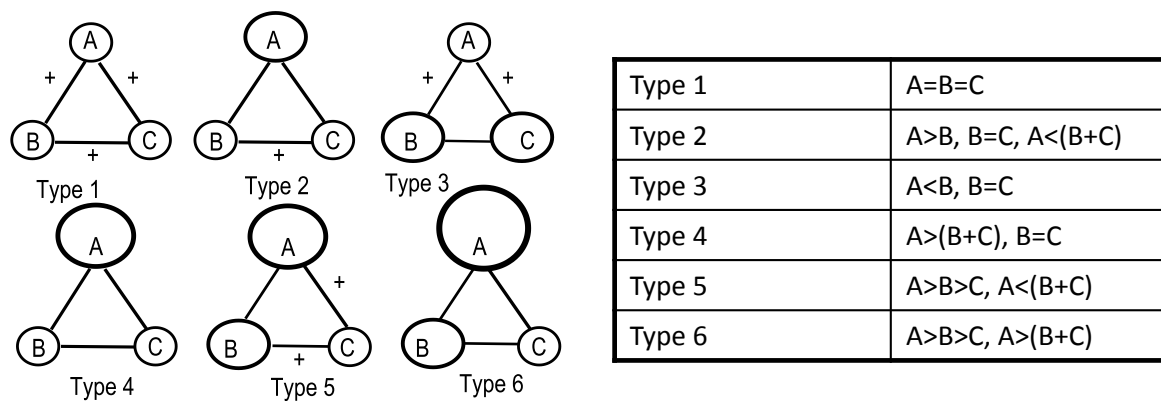 A
A
A
+ +
+ +
B C
B C
B C
+
+
Type 1
Type 2
Type 3
A
A
A
+
B C
B C
B C
+
Type 4
Type 5
Type 6
Type 1 A=B=C
Type 2 A>B, B=C, A<(B+C)
Type 3 A<B, B=C
Type 4 A>(B+C), B=C
Type 5 A>B>C, A<(B+C)
Type 6 A>B>C, A>(B+C)